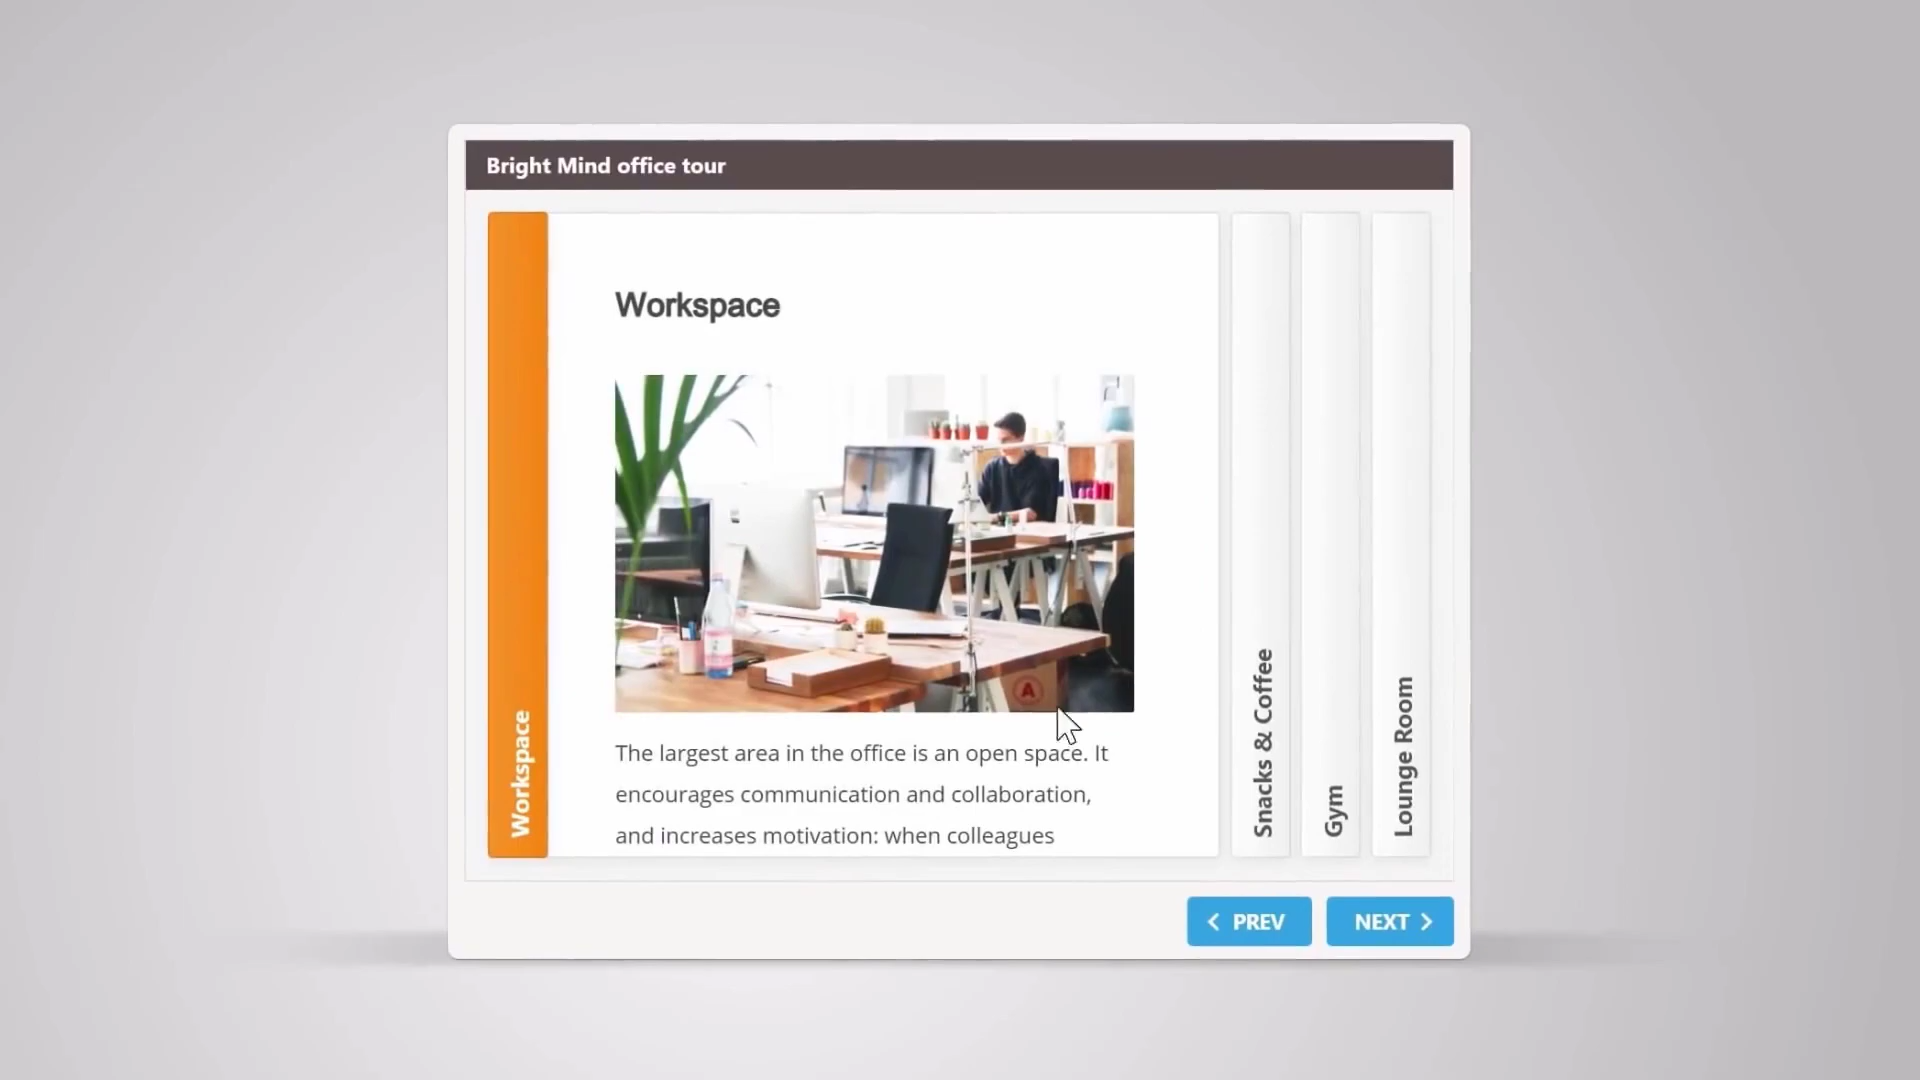 Bright Mind office tour
Workspace
Workspace
A
The largest area in the office is an open space. It
encourages communication and collaboration,
and increases motivation: when colleagues
Snacks & Coffee
Gym
Lounge Room
PREV
NEXT